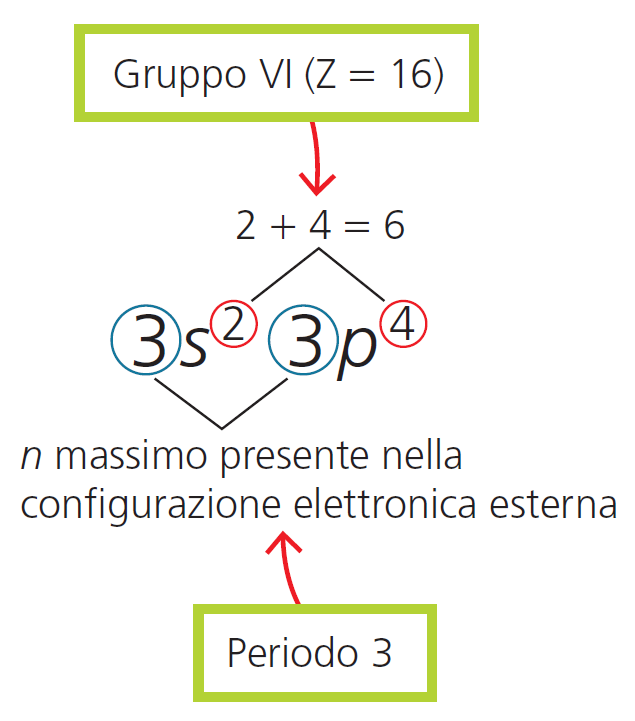 Gruppo VI (Z = 16)
2 + 4 = 6
3s² 3p⁴
n massimo presente nella
configurazione elettronica esterna
Periodo 3